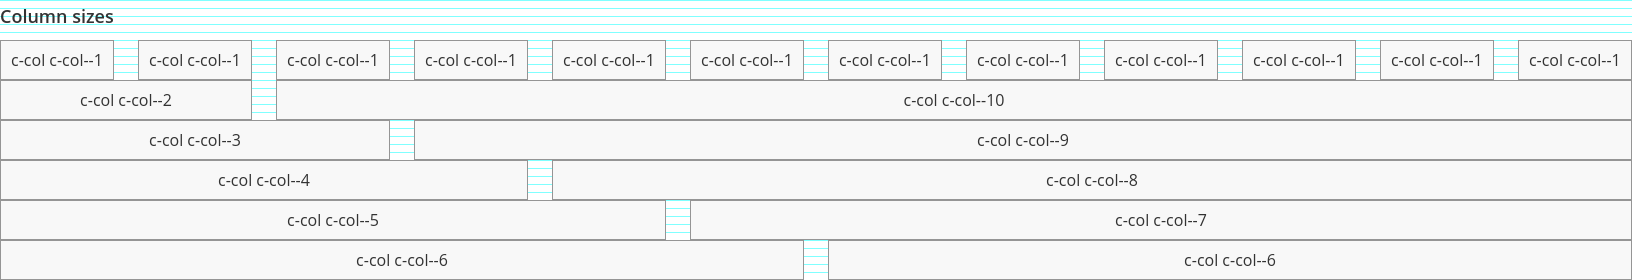 Column sizes
c-col c-col--1 c-col c-col--1 c-col c-col--1 c-col c-col--1 c-col c-col--1 c-col c-col--1 c-col c-col--1 c-col c-col--1 c-col c-col--1 c-col c-col--1 c-col c-col--1 c-col c-col--1
c-col c-col--2 c-col c-col--10
c-col c-col--3 c-col c-col--9
c-col c-col--4 c-col c-col--8
c-col c-col--5 c-col c-col--7
c-col c-col--6 c-col c-col--6